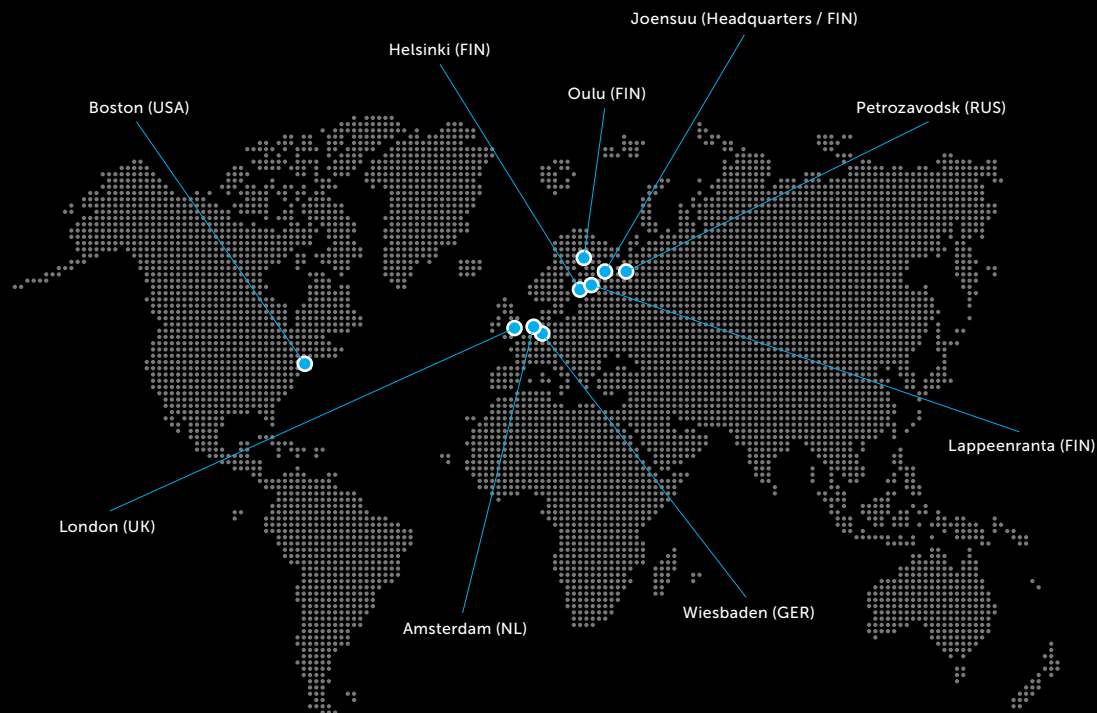 Joensuu (Headquarters / FIN)
Helsinki (FIN)
Oulu (FIN)
Boston (USA)
Petrozavodsk (RUS)
Lappeenranta (FIN)
London (UK)
Wiesbaden (GER)
Amsterdam (NL)